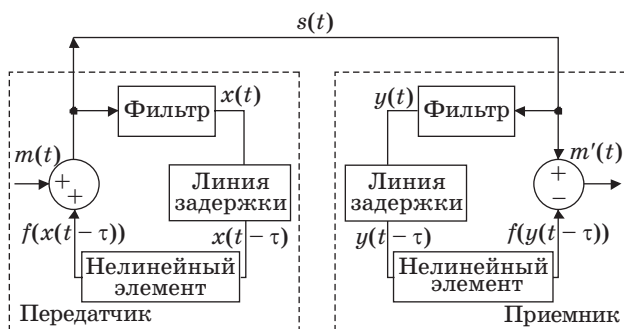 s(t)
Фильтр
x(t)
y(t)
Фильтр
m(t)
m′(t)
+
+
Линия
задержки
Линия
задержки
+
−
f(x(t − τ))
x(t − τ)
y(t − τ)
f(y(t − τ))
Нелинейный
элемент
Нелинейный
элемент
Передатчик
Приемник